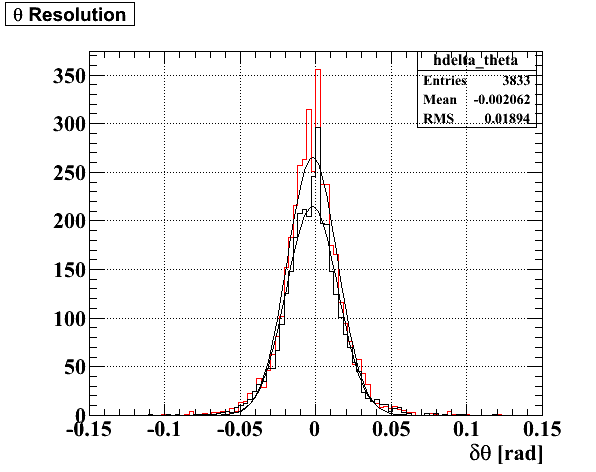 θ Resolution
hdelta_theta
Entries 3833
Mean -0.002062
RMS 0.01894
350
300
250
200
150
100
50
0
-0.15 -0.1 -0.05 0 0.05 0.1 0.15
δθ [rad]